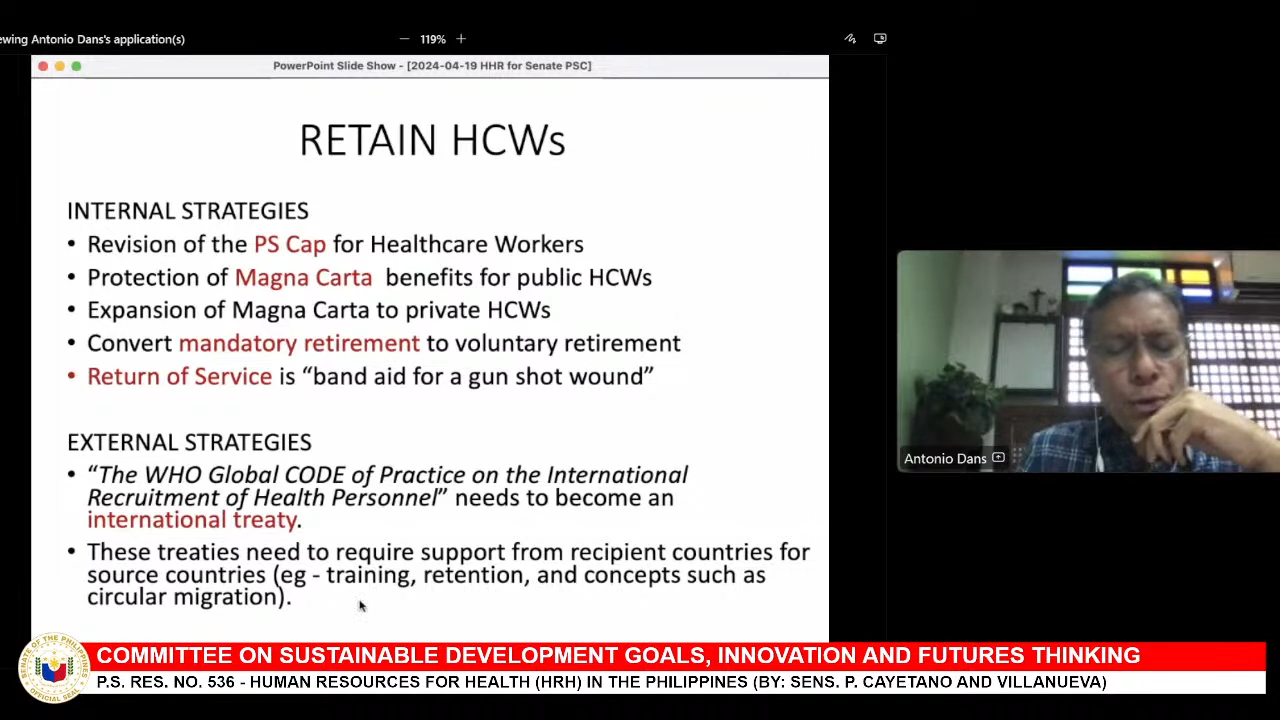 ewing Antonio Dans's application(s)
119%
PowerPoint Slide Show - [2024-04-19 HHR for Senate PSC]
RETAIN HCWs
INTERNAL STRATEGIES
• Revision of the PS Cap for Healthcare Workers
• Protection of Magna Carta benefits for public HCWs
• Expansion of Magna Carta to private HCWs
• Convert mandatory retirement to voluntary retirement
• Return of Service is “band aid for a gun shot wound”
EXTERNAL STRATEGIES
• “The WHO Global CODE of Practice on the International
Recruitment of Health Personnel” needs to become an
international treaty.
• These treaties need to require support from recipient countries for
source countries (eg - training, retention, and concepts such as
circular migration).
Antonio Dans
SENATE OF THE PHILIPPINES
OFFICIAL SEAL
COMMITTEE ON SUSTAINABLE DEVELOPMENT GOALS, INNOVATION AND FUTURES THINKING
P.S. RES. NO. 536 - HUMAN RESOURCES FOR HEALTH (HRH) IN THE PHILIPPINES (BY: SENS. P. CAYETANO AND VILLANUEVA)